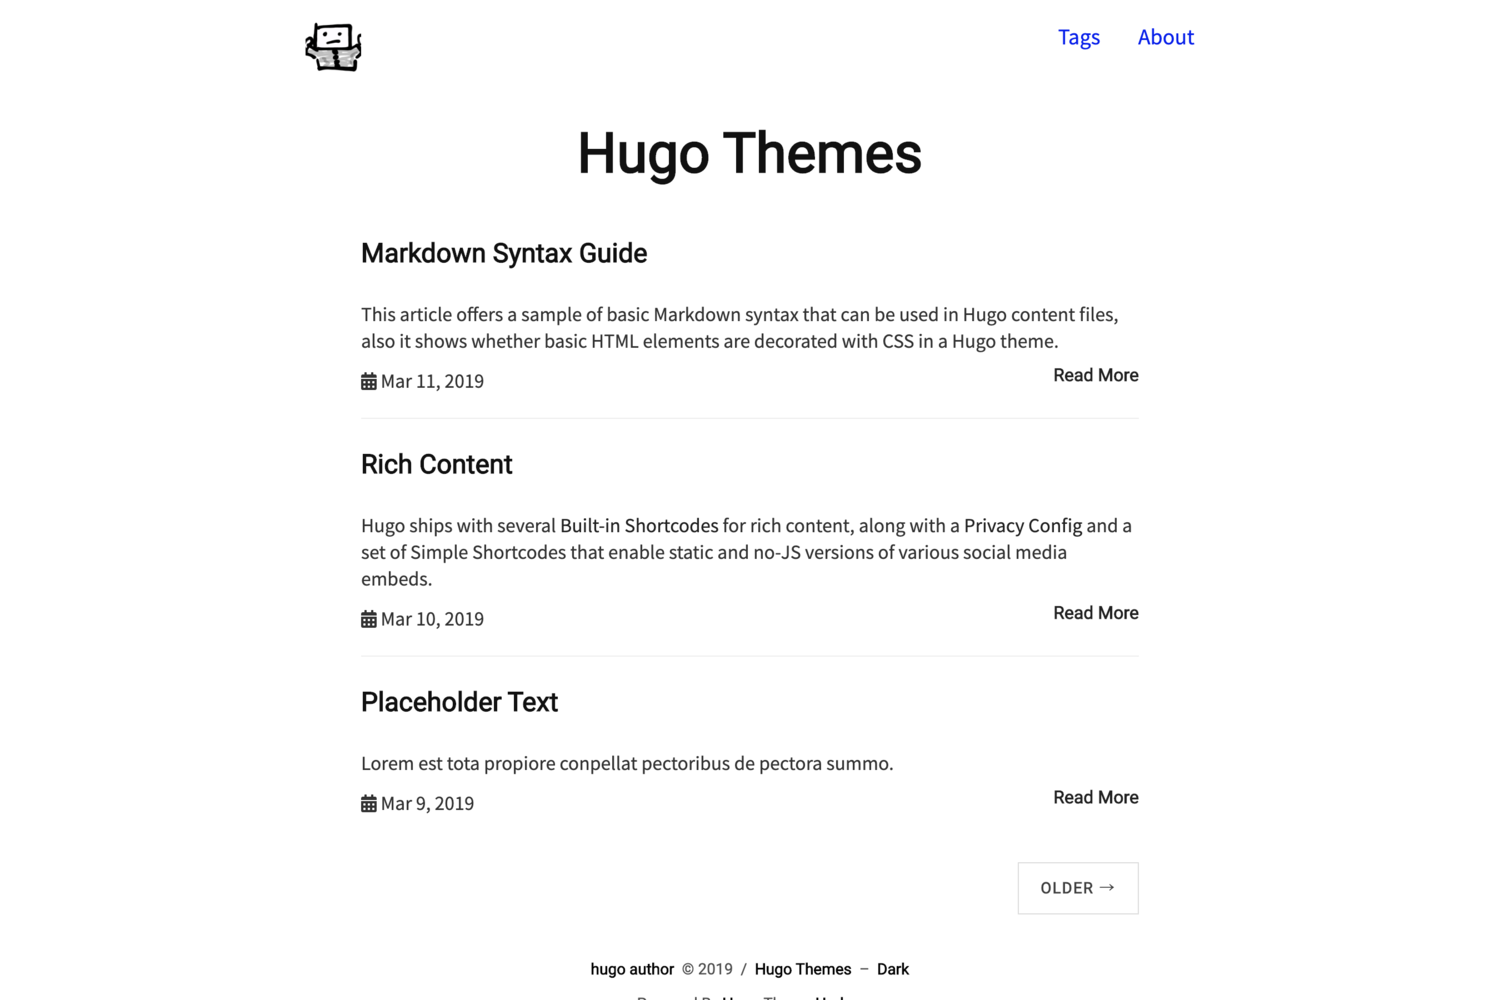 Tags About
Hugo Themes
Markdown Syntax Guide
This article offers a sample of basic Markdown syntax that can be used in Hugo content files,
also it shows whether basic HTML elements are decorated with CSS in a Hugo theme.
Mar 11, 2019 Read More
Rich Content
Hugo ships with several Built-in Shortcodes for rich content, along with a Privacy Config and a
set of Simple Shortcodes that enable static and no-JS versions of various social media
embeds.
Mar 10, 2019 Read More
Placeholder Text
Lorem est tota propiore conpellat pectoribus de pectora summo.
Mar 9, 2019 Read More
OLDER →
hugo author © 2019 / Hugo Themes – Dark